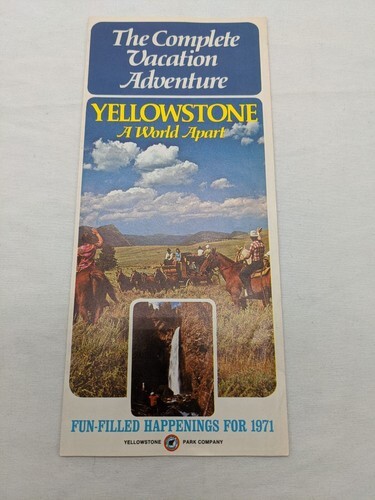 The Complete
Vacation
Adventure
YELLOWSTONE
A World Apart
FUN-FILLED HAPPENINGS FOR 1971
YELLOWSTONE PARK COMPANY